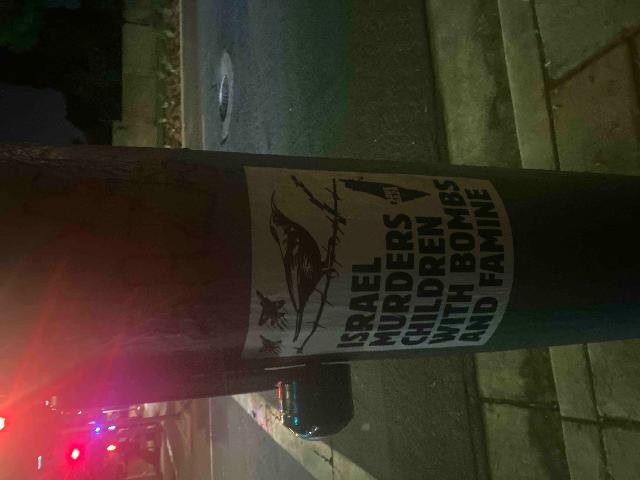 ISRAEL
MURDERS
CHILDREN
WITH BOMBS
AND FAMINE